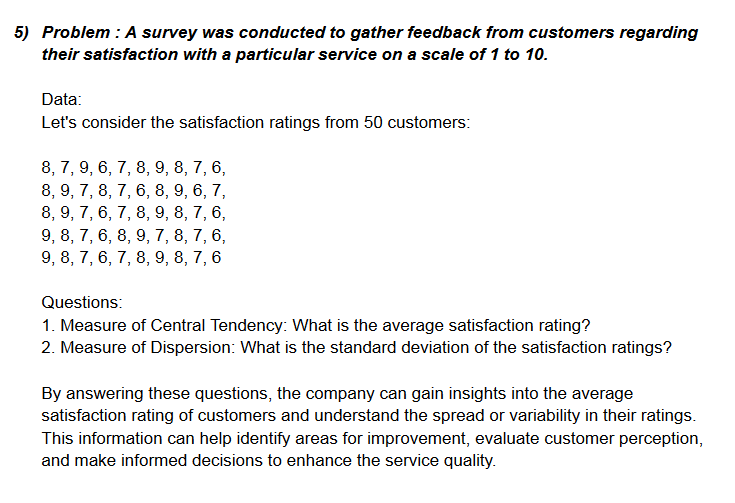 5) Problem : A survey was conducted to gather feedback from customers regarding
their satisfaction with a particular service on a scale of 1 to 10.
Data:
Let's consider the satisfaction ratings from 50 customers:
8, 7, 9, 6, 7, 8, 9, 8, 7, 6,
8, 9, 7, 8, 7, 6, 8, 9, 6, 7,
8, 9, 7, 6, 7, 8, 9, 8, 7, 6,
9, 8, 7, 6, 8, 9, 7, 8, 7, 6,
9, 8, 7, 6, 7, 8, 9, 8, 7, 6
Questions:
1. Measure of Central Tendency: What is the average satisfaction rating?
2. Measure of Dispersion: What is the standard deviation of the satisfaction ratings?
By answering these questions, the company can gain insights into the average
satisfaction rating of customers and understand the spread or variability in their ratings.
This information can help identify areas for improvement, evaluate customer perception,
and make informed decisions to enhance the service quality.